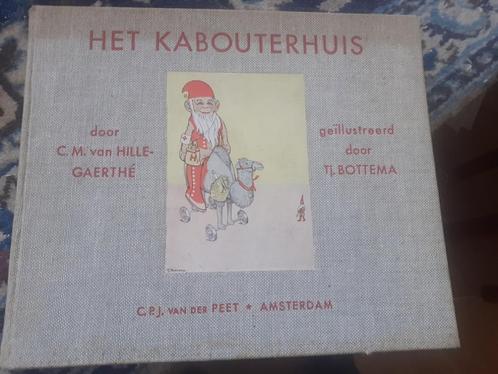 HET KABOUTERHUIS
door
C. M. van HILLE-
GAERTHÉ
geïllustreerd
door
Tj. BOTTEMA
C.P.J. VAN DER PEET * AMSTERDAM